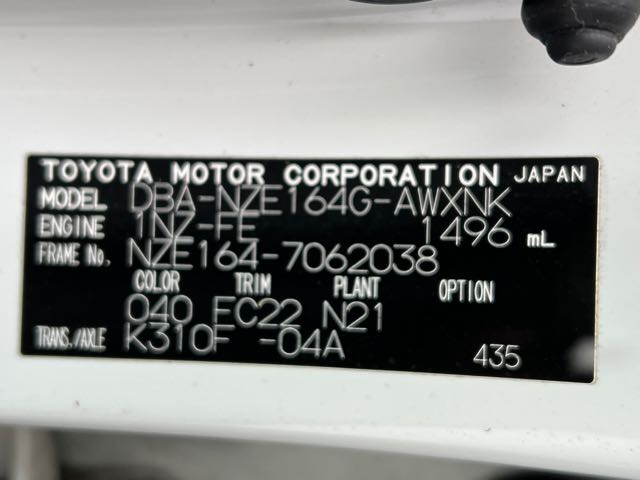 TOYOTA MOTOR CORPORATION JAPAN
MODEL DBA-NZE164G-AWXNK
ENGINE 1NZ-FE 1496 mL
FRAME No. NZE164-7062038
COLOR TRIM PLANT OPTION
040 FC22 N21
TRANS./AXLE K310F -04A 435